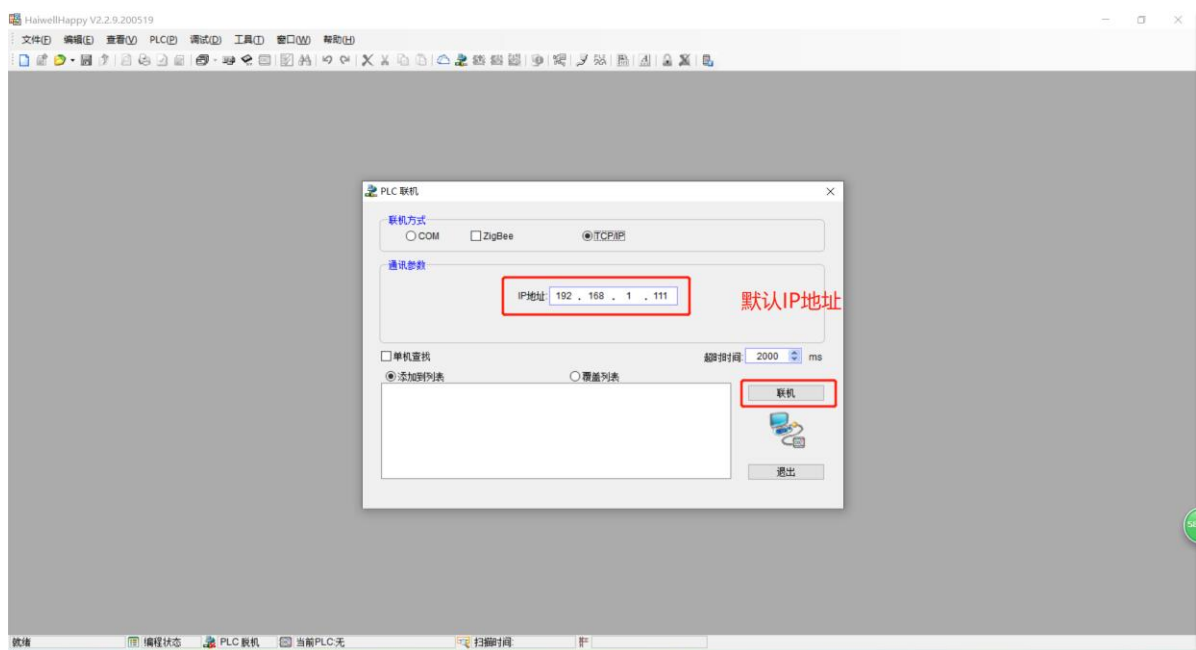 HaiwellHappy V2.2.9.200519
文件(F) 编辑(E) 查看(V) PLC(P) 调试(D) 工具(T) 窗口(W) 帮助(H)
PLC 联机
联机方式
COM ZigBee TCP/IP
通讯参数
IP地址: 192 . 168 . 1 . 111
默认IP地址
单机查找 超时时间: 2000 ms
添加到列表 覆盖列表
联机
退出
就绪 编程状态 PLC 脱机 当前PLC:无 扫描时间: